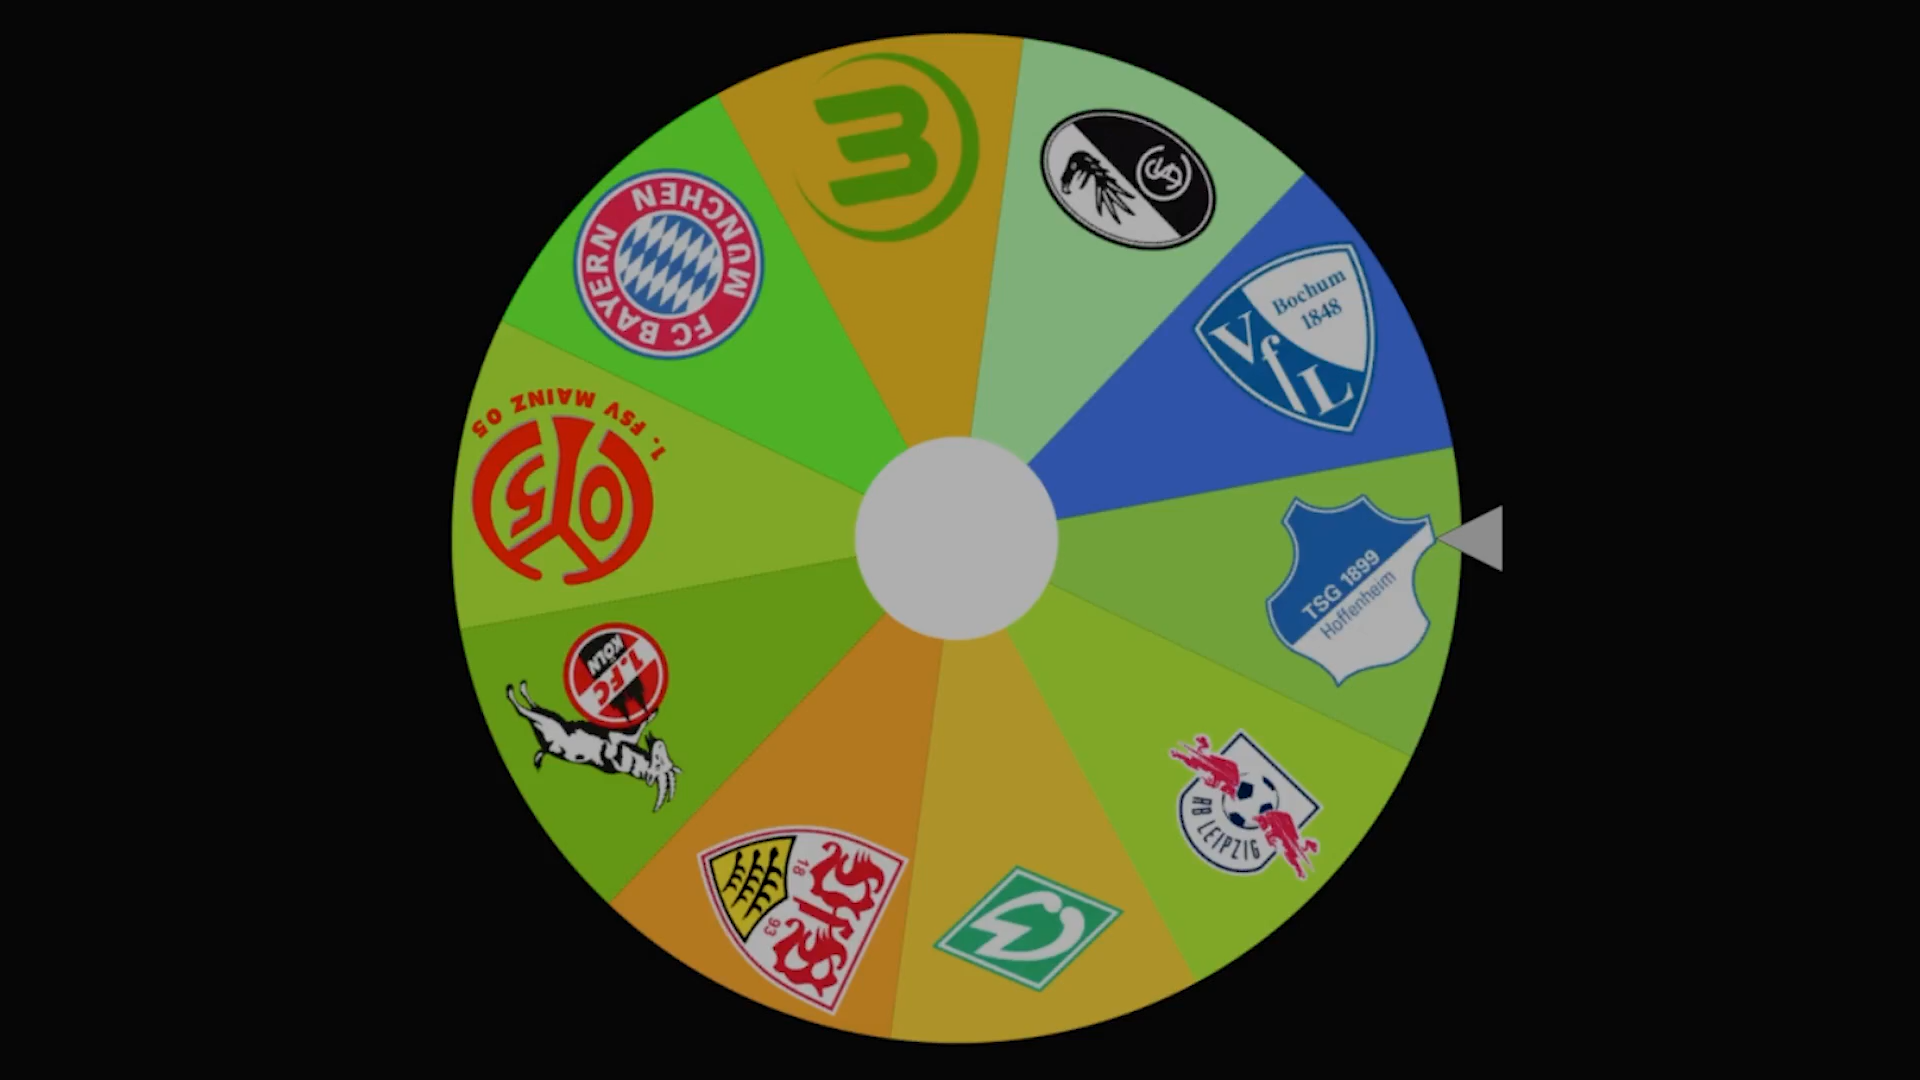 3
FC BAYERN MÜNCHEN
Bochum
1848
VfL
1. FSV MAINZ 05
05
TSG 1899
Hoffenheim
1.FC
KÖLN
RB LEIPZIG
18
93
W